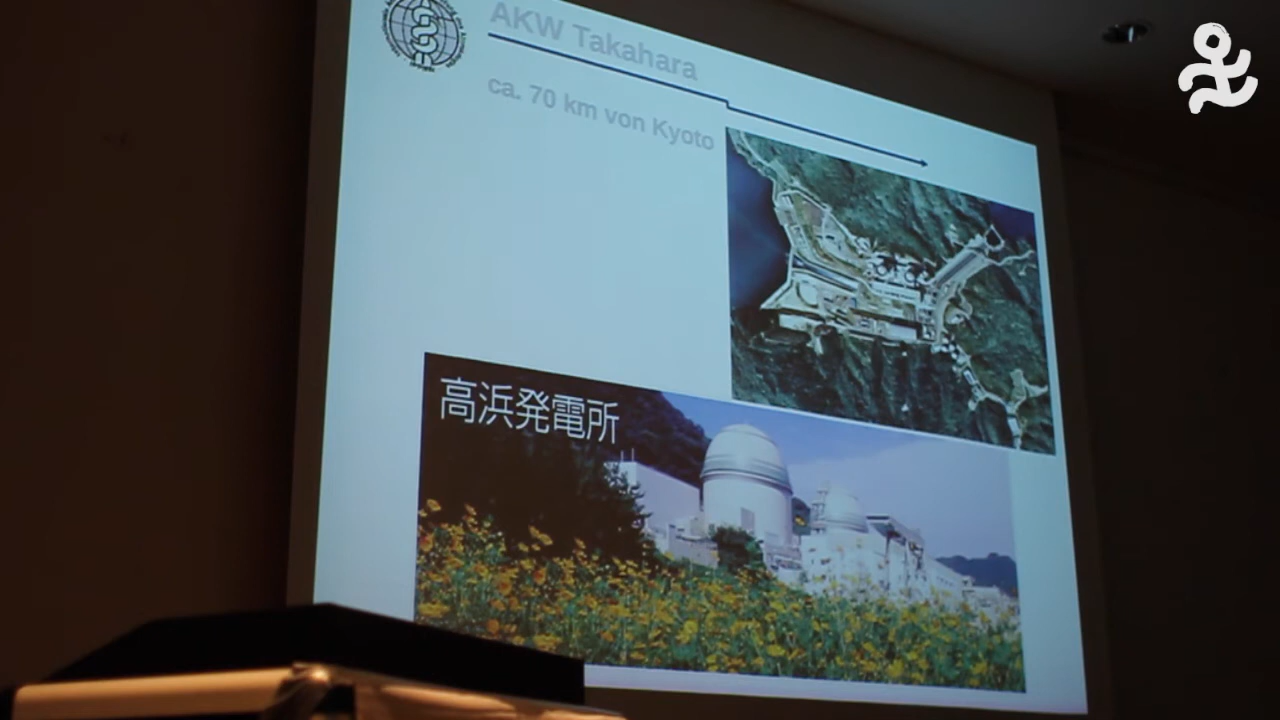 AKW Takahara
ca. 70 km von Kyoto
高浜発電所